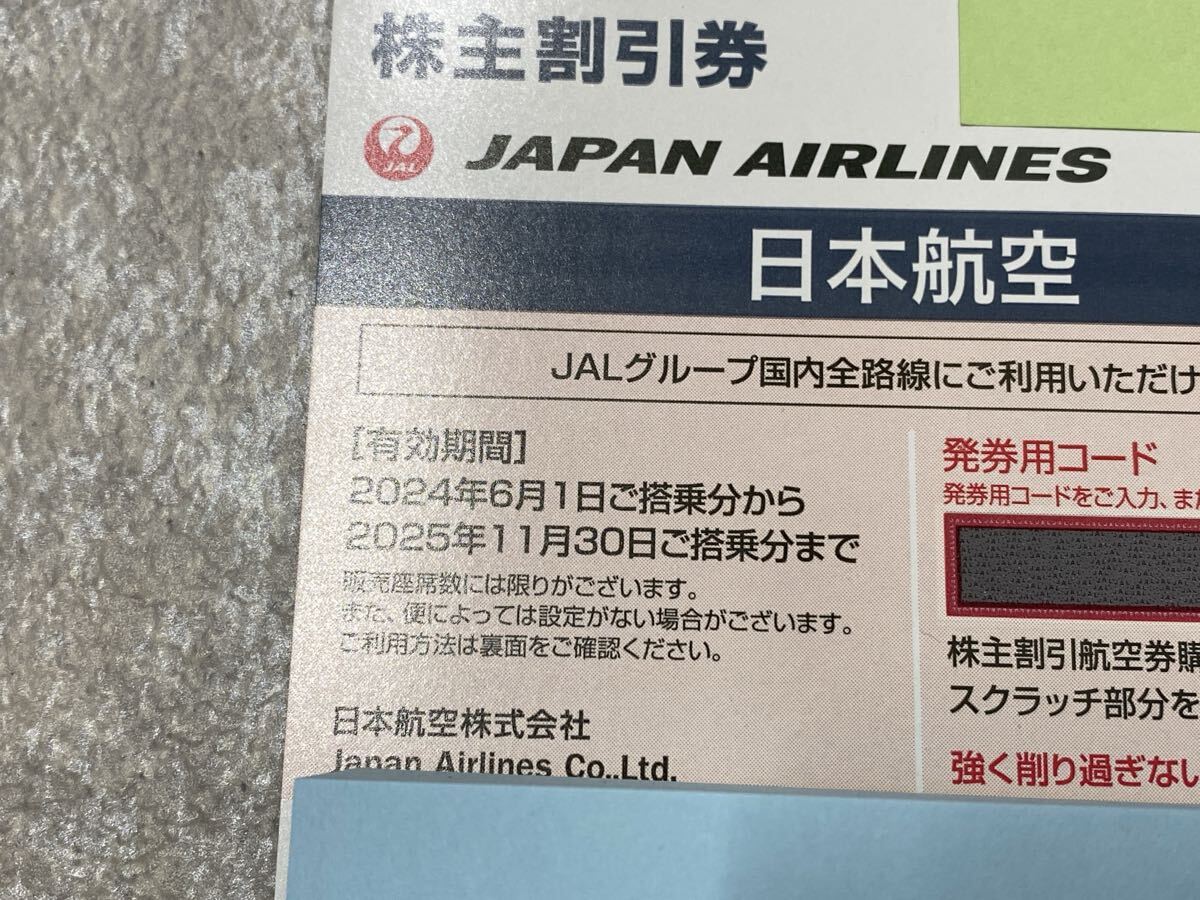 株主割引券
JAL
JAPAN AIRLINES
日本航空
JALグループ国内全路線にご利用いただけ
[有効期間]
2024年6月1日ご搭乗分から
2025年11月30日ご搭乗分まで
販売座席数には限りがございます。
また、便によっては設定がない場合がございます。
ご利用方法は裏面をご確認ください。
日本航空株式会社
Japan Airlines Co.,Ltd.
発券用コード
発券用コードをご入力、また
株主割引航空券購
スクラッチ部分を
強く削り過ぎない